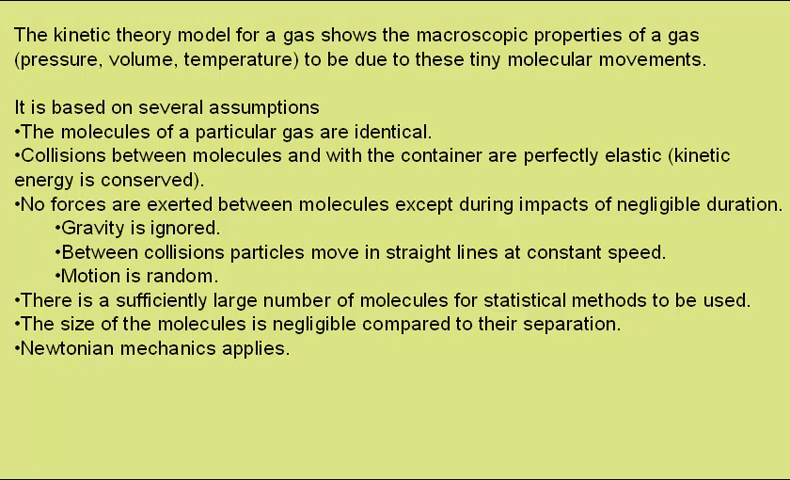 The kinetic theory model for a gas shows the macroscopic properties of a gas
(pressure, volume, temperature) to be due to these tiny molecular movements.
It is based on several assumptions
•The molecules of a particular gas are identical.
•Collisions between molecules and with the container are perfectly elastic (kinetic
energy is conserved).
•No forces are exerted between molecules except during impacts of negligible duration.
•Gravity is ignored.
•Between collisions particles move in straight lines at constant speed.
•Motion is random.
•There is a sufficiently large number of molecules for statistical methods to be used.
•The size of the molecules is negligible compared to their separation.
•Newtonian mechanics applies.